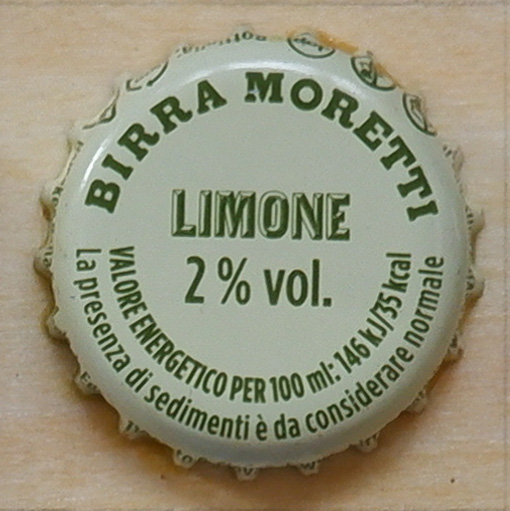 BIRRA MORETTI
LIMONE
2% vol.
VALORE ENERGETICO PER 100 ml: 146 kJ/35 kcal
La presenza di sedimenti è da considerare normale